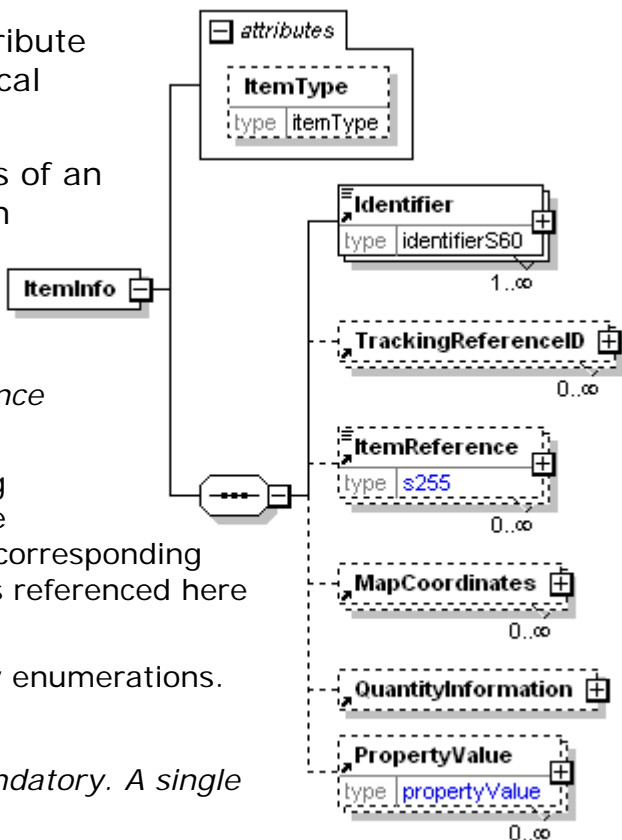 ribute
cal
s of an
n
nce
g
e
corresponding
s referenced here
y enumerations.
ndatory. A single
ItemInfo
attributes
ItemType
type itemType
Identifier
type identifierS60
1..∞
TrackingReferenceID
0..∞
ItemReference
type s255
0..∞
MapCoordinates
0..∞
QuantityInformation
PropertyValue
type propertyValue
0..∞